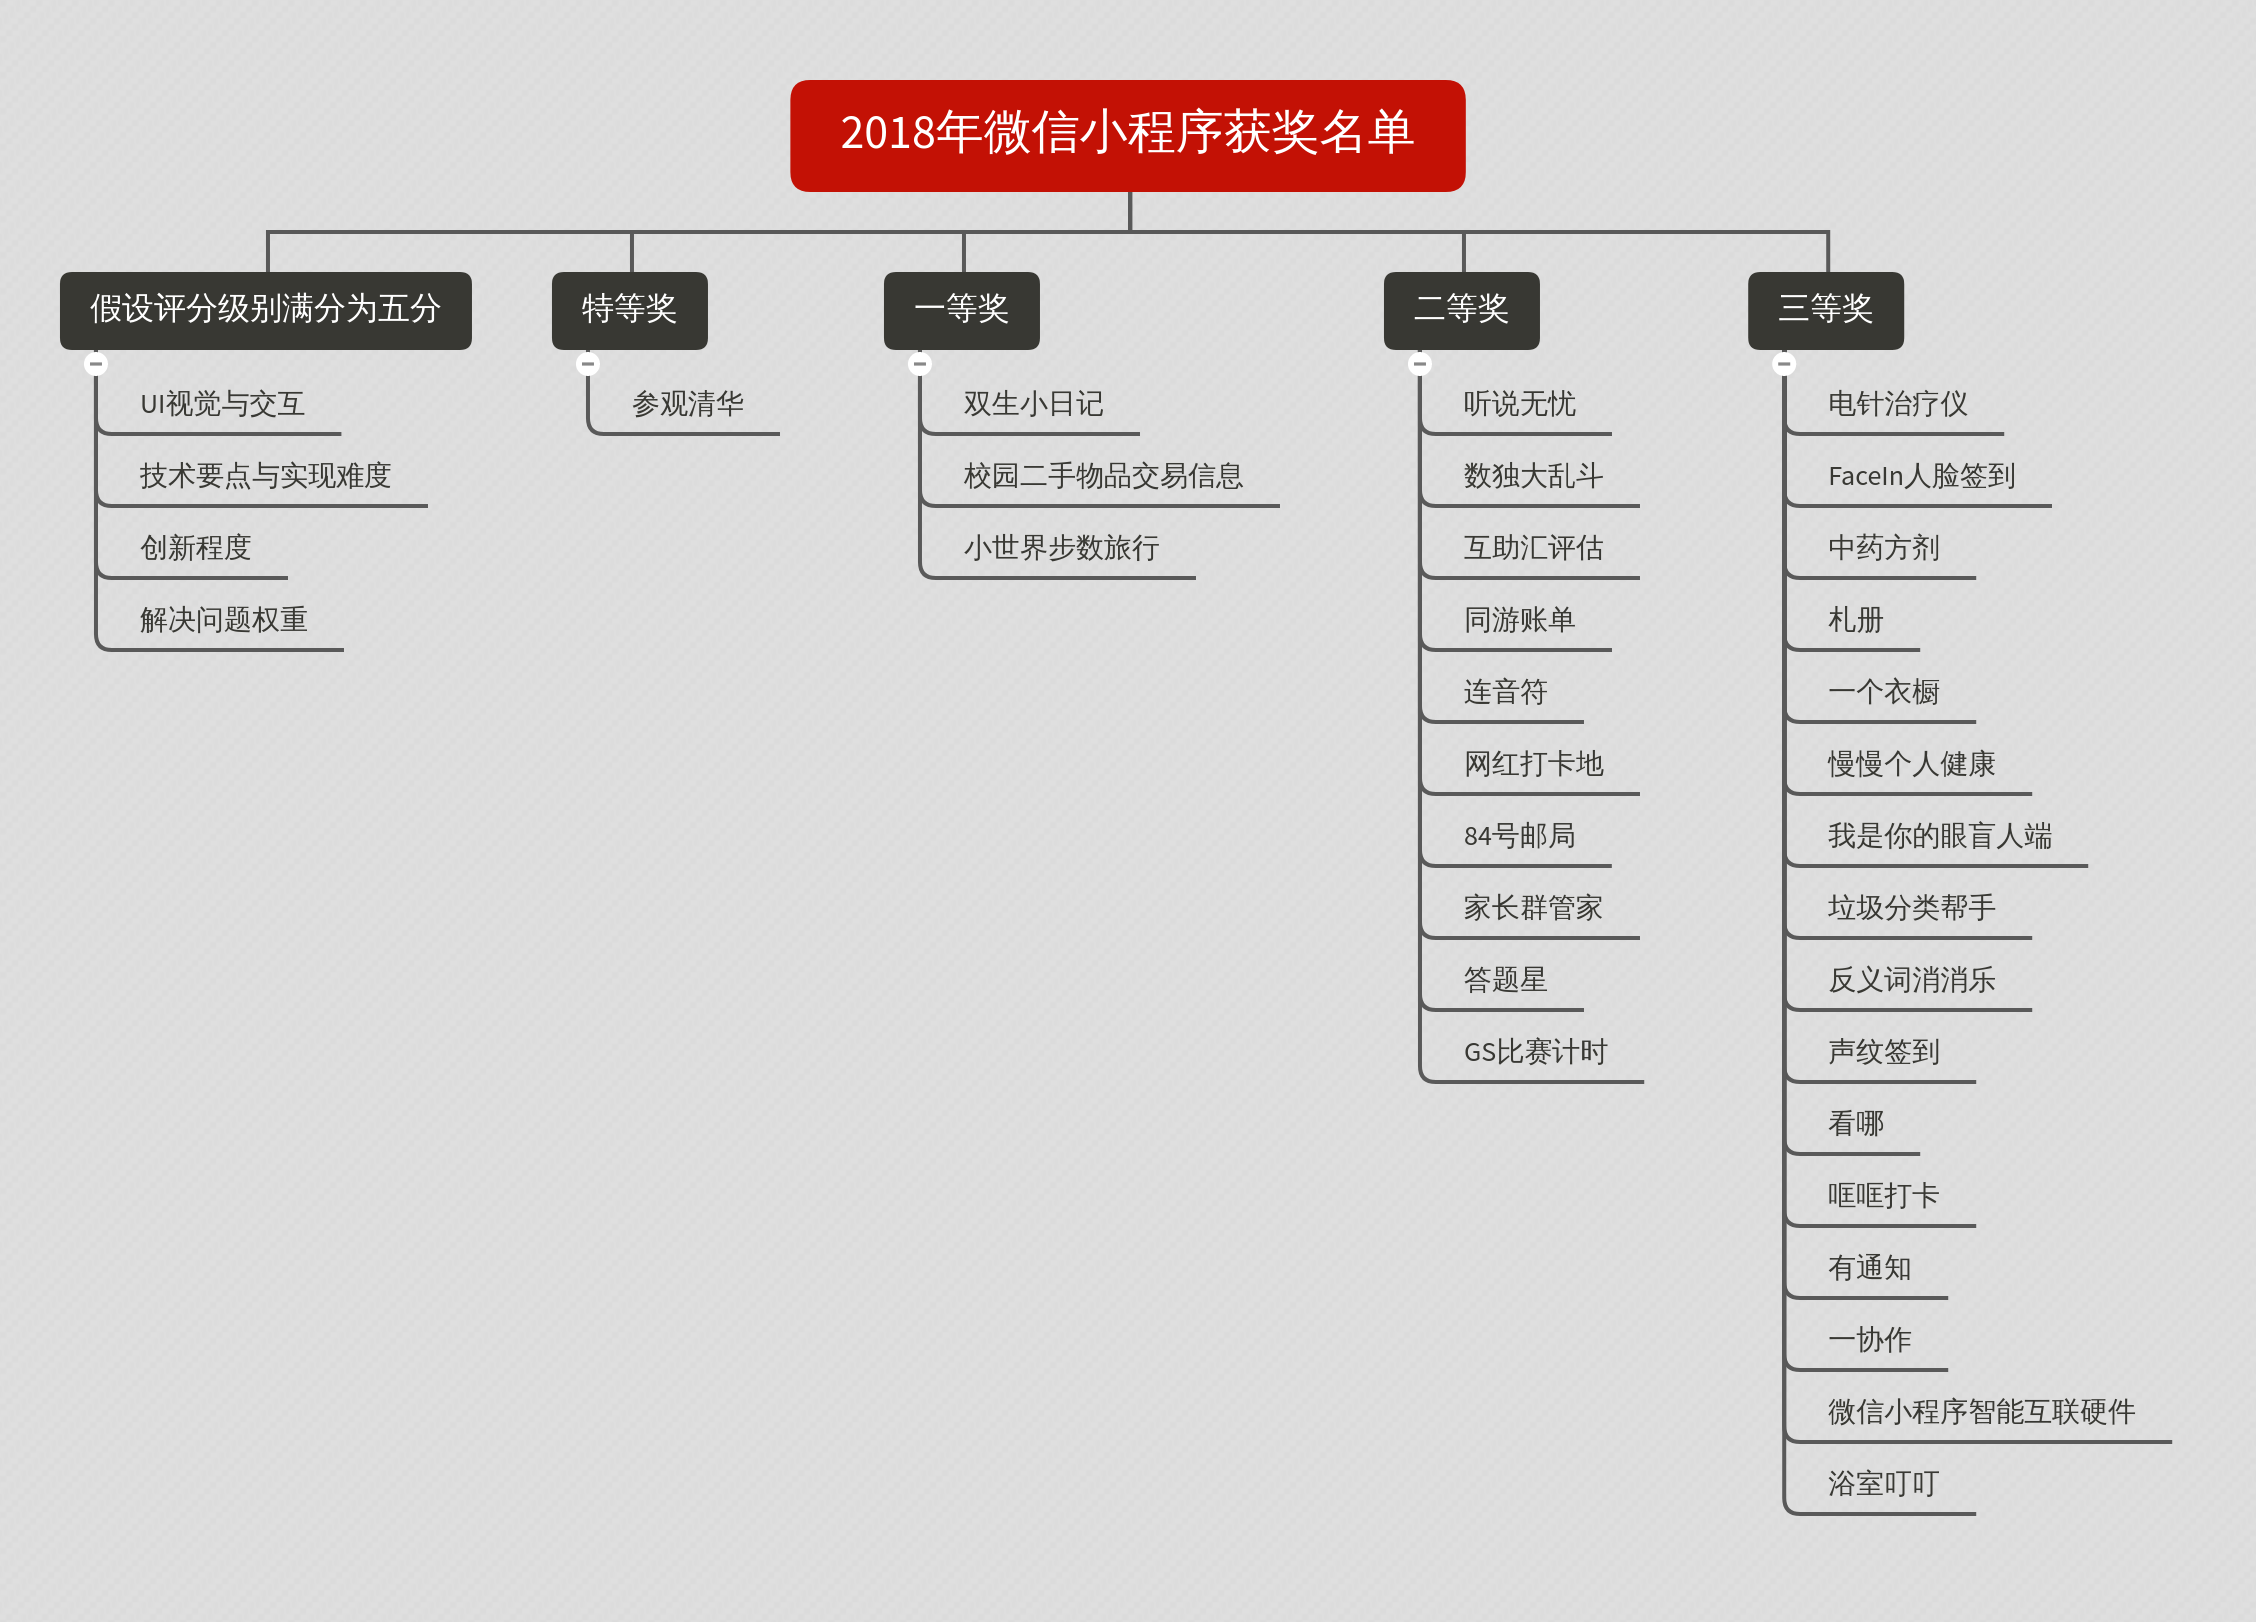 2018年微信小程序获奖名单
假设评分级别满分为五分
UI视觉与交互
技术要点与实现难度
创新程度
解决问题权重
特等奖
参观清华
一等奖
双生小日记
校园二手物品交易信息
小世界步数旅行
二等奖
听说无忧
数独大乱斗
互助汇评估
同游账单
连音符
网红打卡地
84号邮局
家长群管家
答题星
GS比赛计时
三等奖
电针治疗仪
FaceIn人脸签到
中药方剂
札册
一个衣橱
慢慢个人健康
我是你的眼盲人端
垃圾分类帮手
反义词消消乐
声纹签到
看哪
哐哐打卡
有通知
一协作
微信小程序智能互联硬件
浴室叮叮